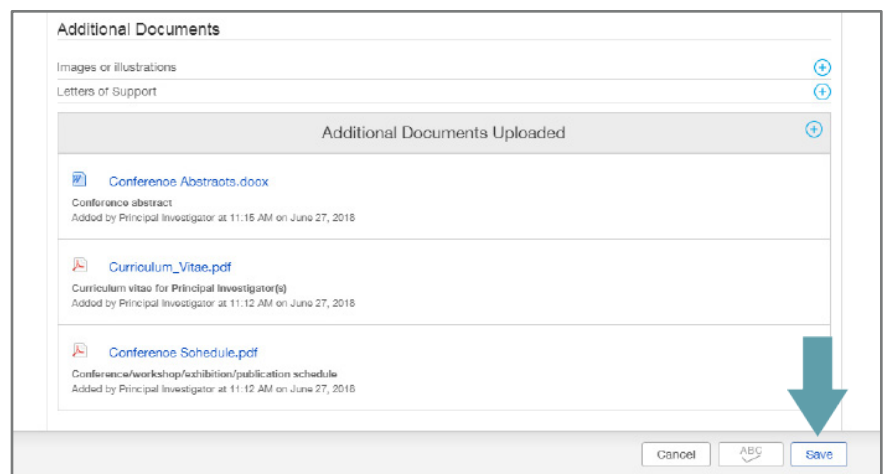 Additional Documents
Images or illustrations
Letters of Support
Additional Documents Uploaded
Conference Abstracts.docx
Conference abstract
Added by Principal Investigator at 11:15 AM on June 27, 2018
Curriculum_Vitae.pdf
Curriculum vitae for Principal Investigator(s)
Added by Principal Investigator at 11:12 AM on June 27, 2018
Conference Schedule.pdf
Conference/workshop/exhibition/publication schedule
Added by Principal Investigator at 11:12 AM on June 27, 2018
Cancel ABC Save